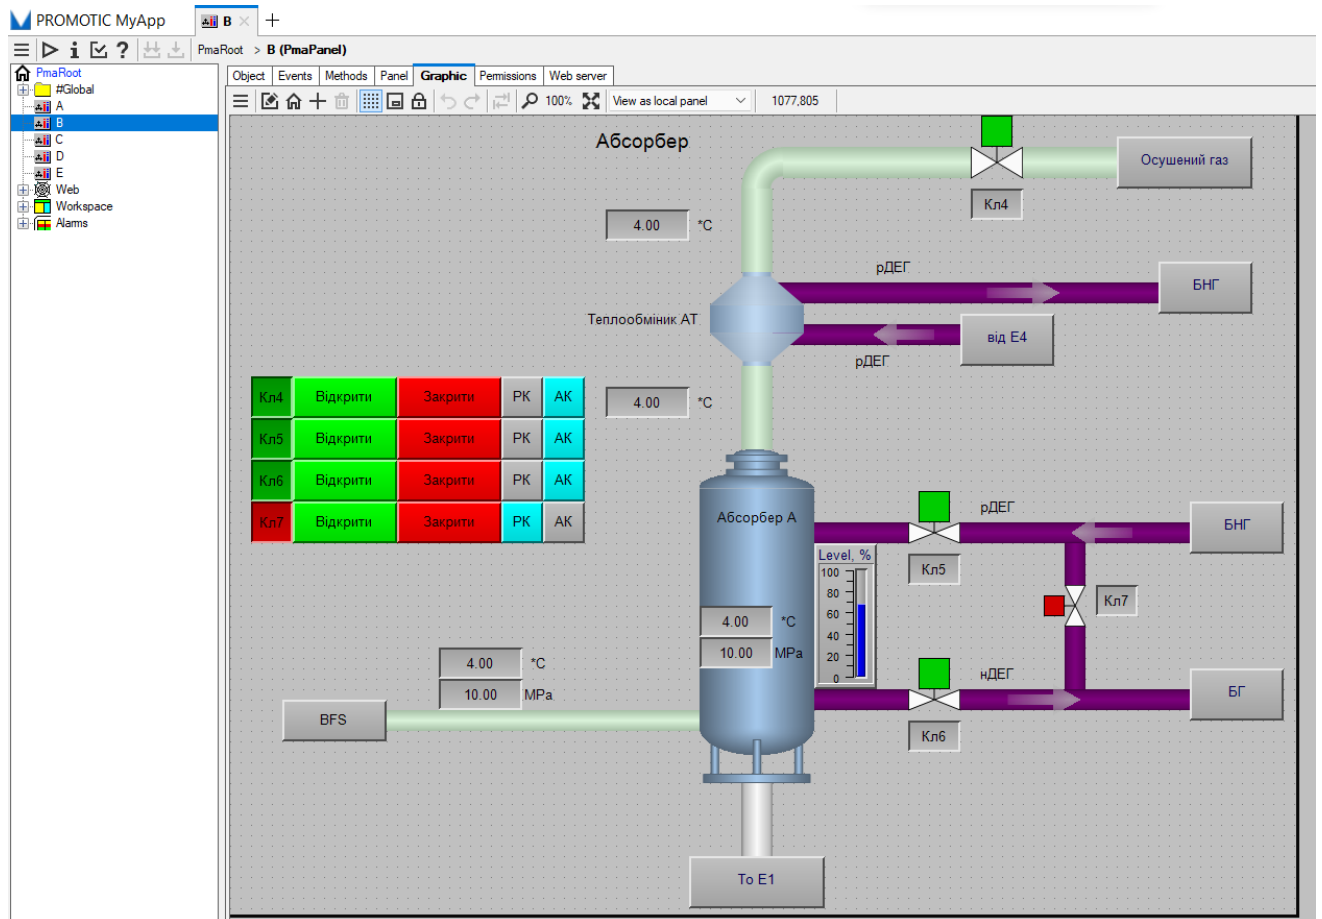 PROMOTIC MyApp
B
PmaRoot > B (PmaPanel)
PmaRoot
#Global
A
B
C
D
E
Web
Workspace
Alarms
Object Events Methods Panel Graphic Permissions Web server
100% View as local panel 1077,805
Абсорбер
Осушений газ
Кл4
4.00 *C
рДЕГ
БНГ
Теплообміник АТ
від Е4
рДЕГ
4.00 *C
Кл4 Відкрити Закрити РК АК
Кл5 Відкрити Закрити РК АК
Кл6 Відкрити Закрити РК АК
Кл7 Відкрити Закрити РК АК
Абсорбер А
рДЕГ
БНГ
Кл5
Level, %
100
80
60
40
20
0
Кл7
4.00 *C
10.00 MPa
4.00 *C
10.00 MPa
нДЕГ
БГ
BFS
Кл6
To E1